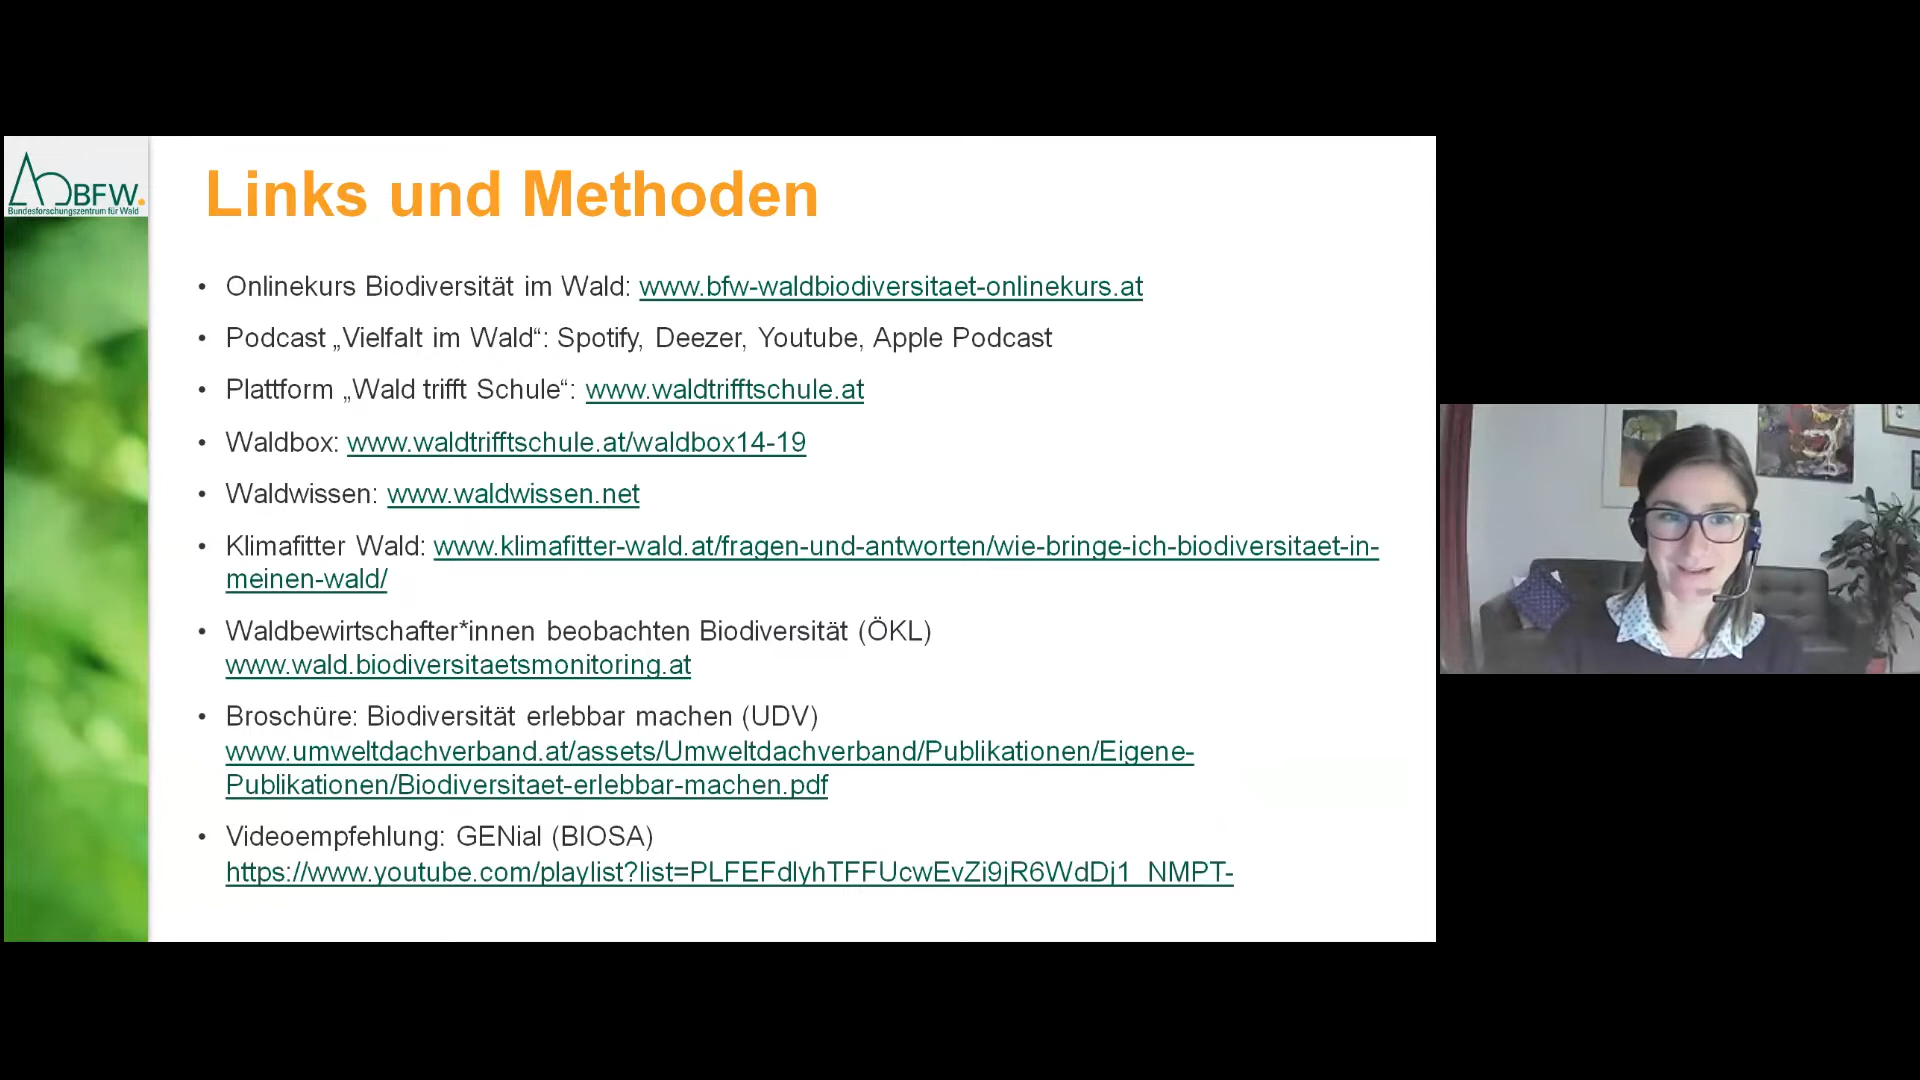 BFW.
Bundesforschungszentrum für Wald
Links und Methoden
• Onlinekurs Biodiversität im Wald: www.bfw-waldbiodiversitaet-onlinekurs.at
• Podcast „Vielfalt im Wald“: Spotify, Deezer, Youtube, Apple Podcast
• Plattform „Wald trifft Schule“: www.waldtrifftschule.at
• Waldbox: www.waldtrifftschule.at/waldbox14-19
• Waldwissen: www.waldwissen.net
• Klimafitter Wald: www.klimafitter-wald.at/fragen-und-antworten/wie-bringe-ich-biodiversitaet-in-
meinen-wald/
• Waldbewirtschafter*innen beobachten Biodiversität (ÖKL)
www.wald.biodiversitaetsmonitoring.at
• Broschüre: Biodiversität erlebbar machen (UDV)
www.umweltdachverband.at/assets/Umweltdachverband/Publikationen/Eigene-
Publikationen/Biodiversitaet-erlebbar-machen.pdf
• Videoempfehlung: GENial (BIOSA)
https://www.youtube.com/playlist?list=PLFEFdlyhTFFUcwEvZi9jR6WdDj1_NMPT-